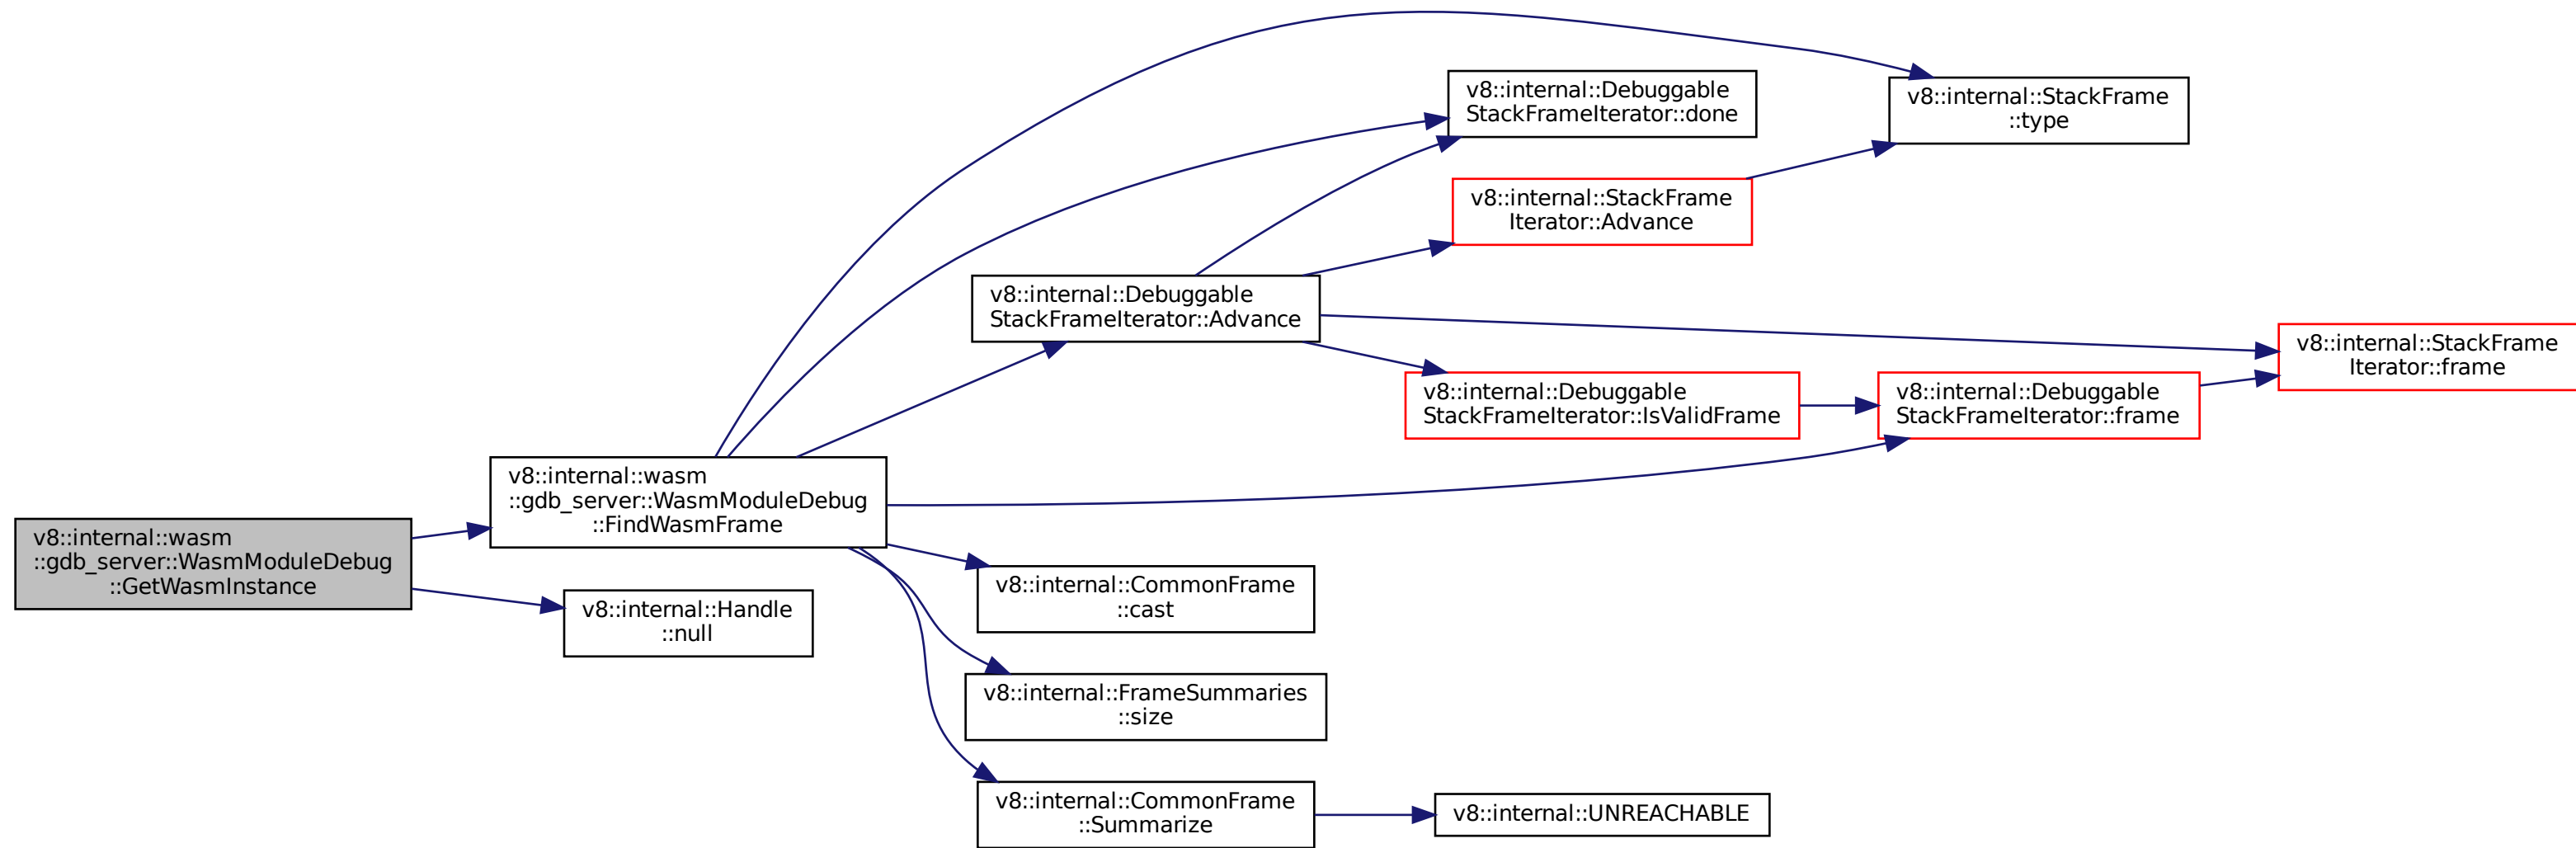 v8::internal::wasm
::gdb_server::WasmModuleDebug
::GetWasmInstance
v8::internal::wasm
::gdb_server::WasmModuleDebug
::FindWasmFrame
v8::internal::Handle
::null
v8::internal::Debuggable
StackFrameIterator::Advance
v8::internal::CommonFrame
::cast
v8::internal::FrameSummaries
::size
v8::internal::CommonFrame
::Summarize
v8::internal::Debuggable
StackFrameIterator::done
v8::internal::StackFrame
Iterator::Advance
v8::internal::Debuggable
StackFrameIterator::IsValidFrame
v8::internal::UNREACHABLE
v8::internal::StackFrame
::type
v8::internal::Debuggable
StackFrameIterator::frame
v8::internal::StackFrame
Iterator::frame